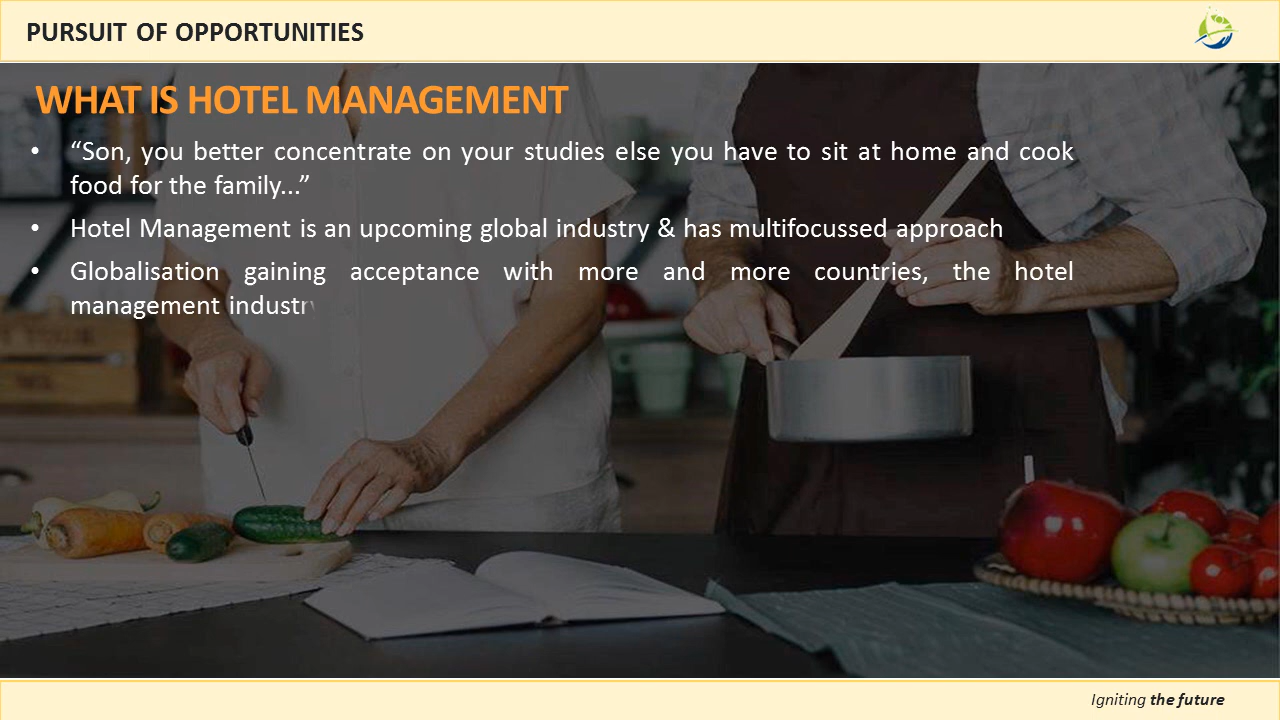 PURSUIT OF OPPORTUNITIES
WHAT IS HOTEL MANAGEMENT
• “Son, you better concentrate on your studies else you have to sit at home and cook
food for the family...”
• Hotel Management is an upcoming global industry & has multifocussed approach
• Globalisation gaining acceptance with more and more countries, the hotel
management industry
Igniting the future